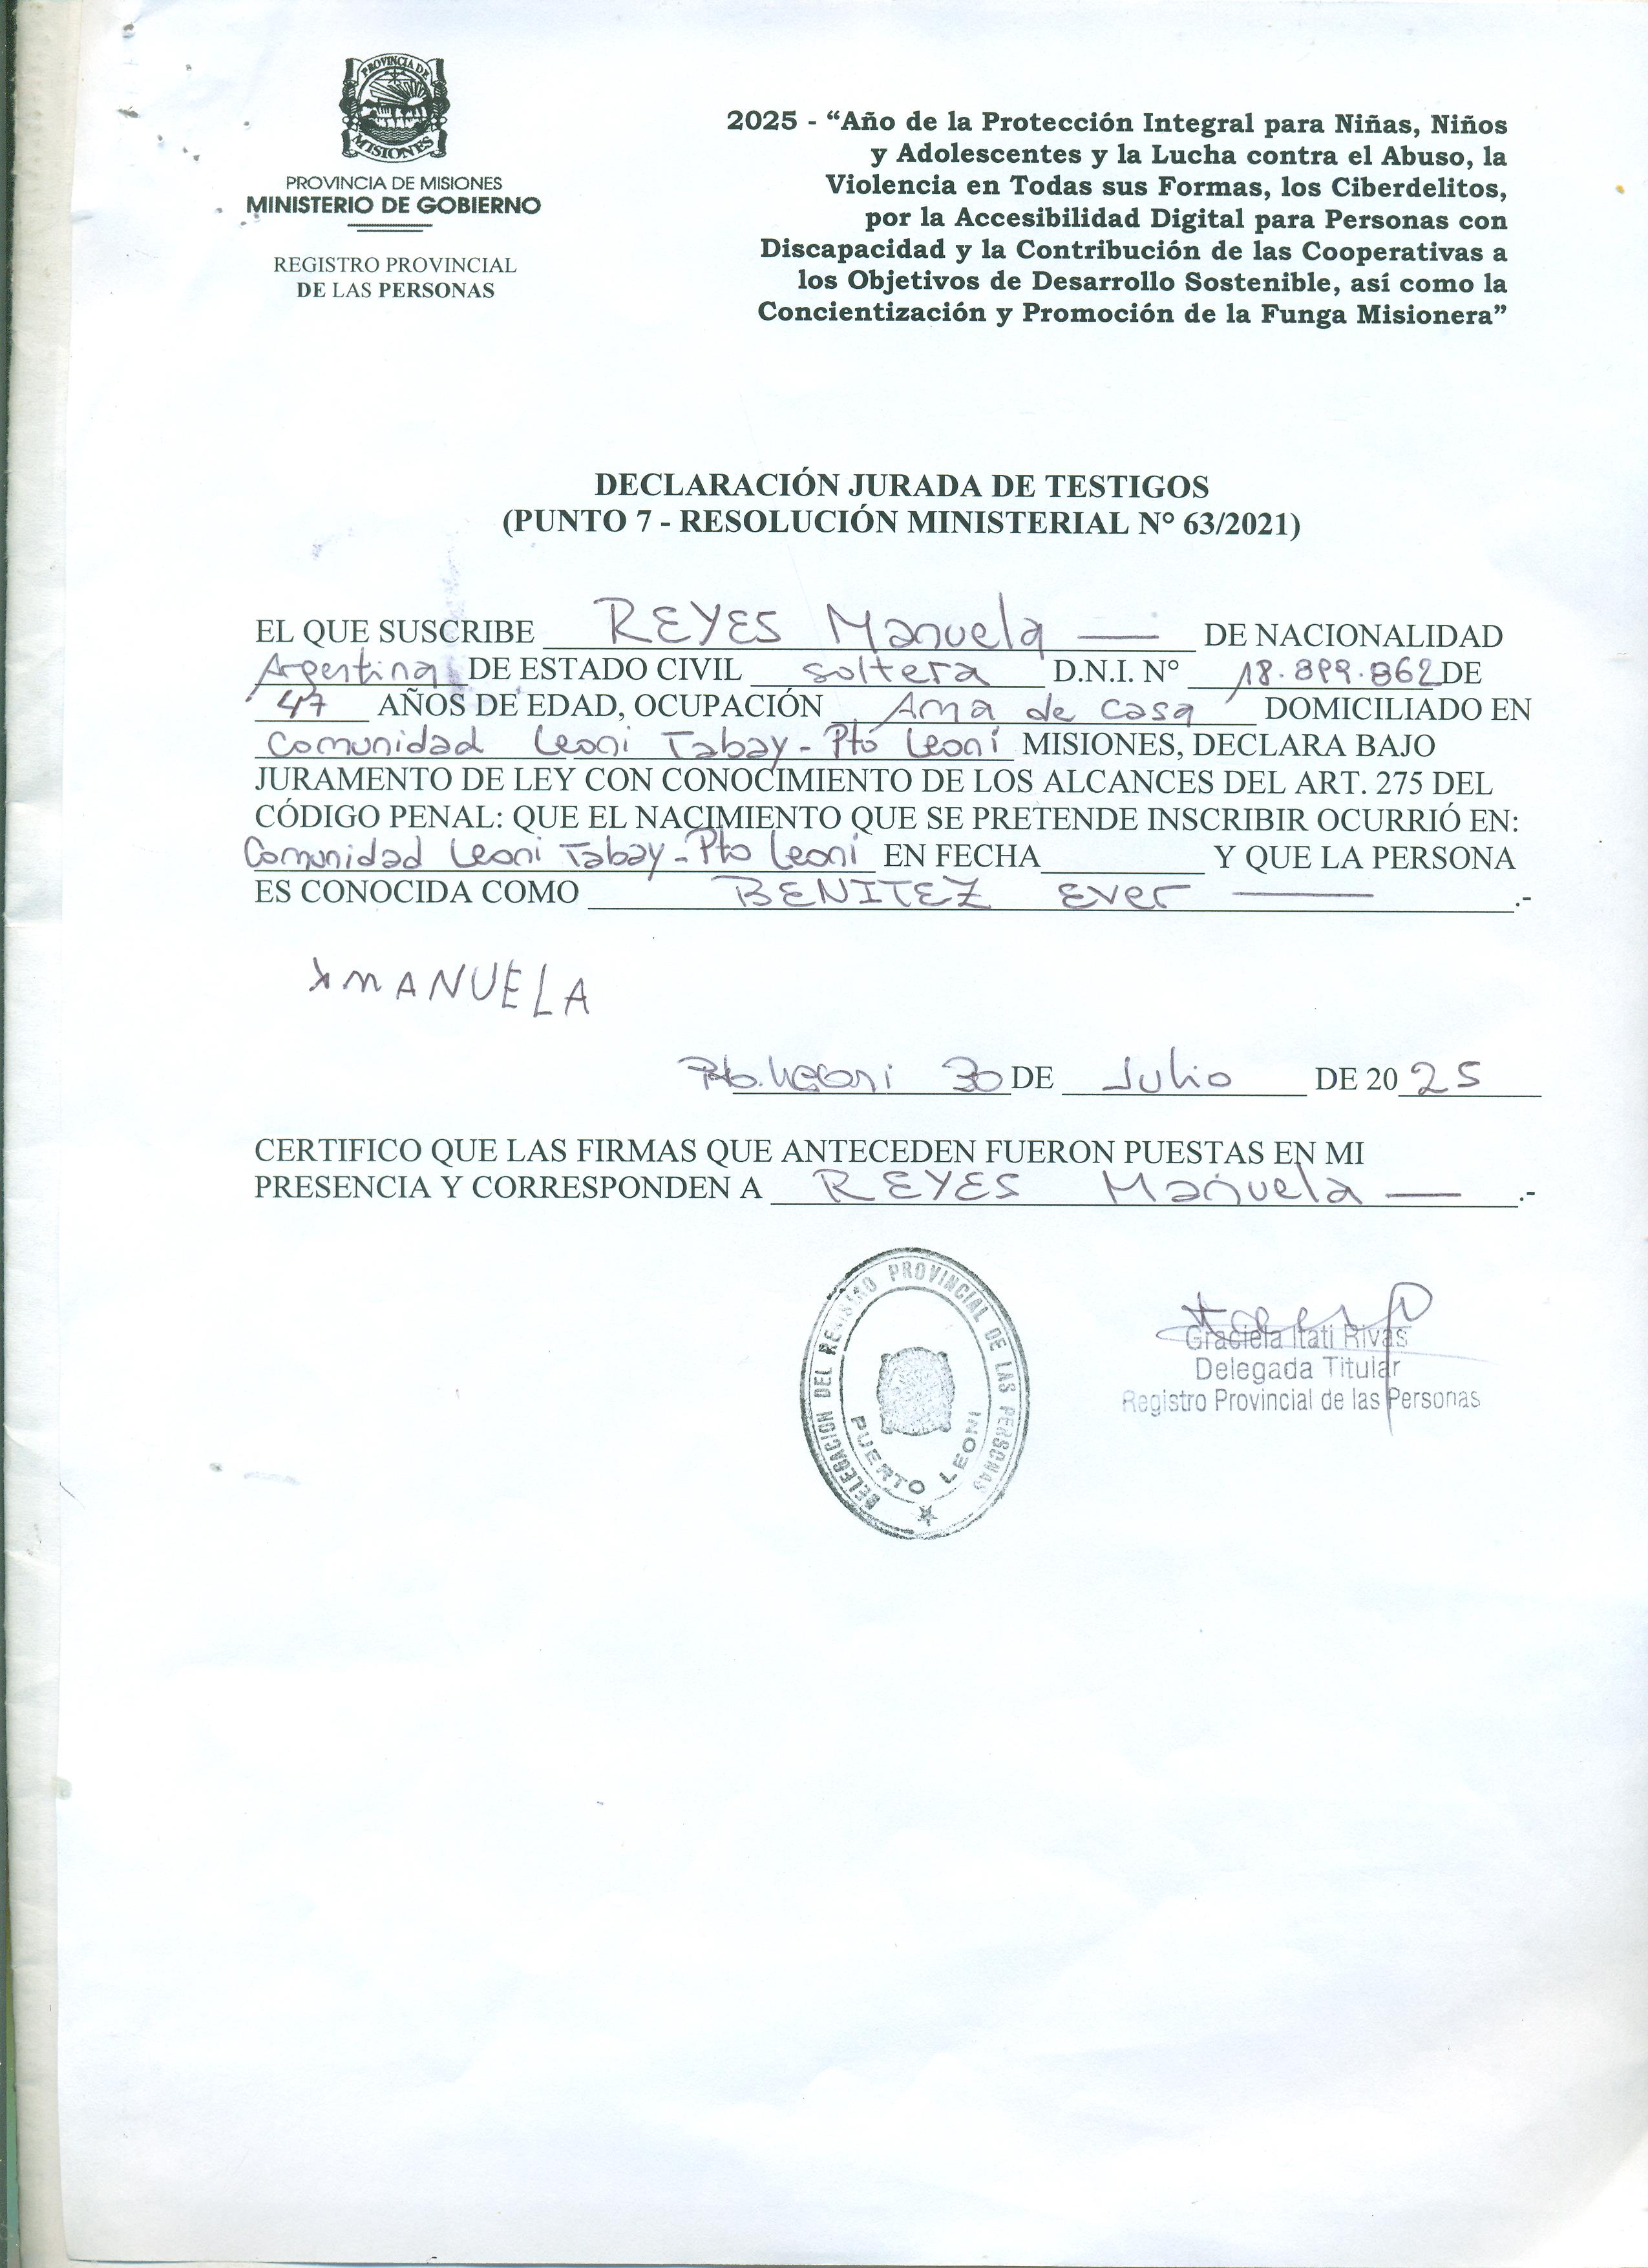 PROVINCIA DE
MISIONES
PROVINCIA DE MISIONES
MINISTERIO DE GOBIERNO
REGISTRO PROVINCIAL
DE LAS PERSONAS
2025 - “Año de la Protección Integral para Niñas, Niños
y Adolescentes y la Lucha contra el Abuso, la
Violencia en Todas sus Formas, los Ciberdelitos,
por la Accesibilidad Digital para Personas con
Discapacidad y la Contribución de las Cooperativas a
los Objetivos de Desarrollo Sostenible, así como la
Concientización y Promoción de la Funga Misionera”
DECLARACIÓN JURADA DE TESTIGOS
(PUNTO 7 - RESOLUCIÓN MINISTERIAL N° 63/2021)
EL QUE SUSCRIBE REYES Manuela — DE NACIONALIDAD
Argentina DE ESTADO CIVIL soltera D.N.I. N° 18.899.862 DE
47 AÑOS DE EDAD, OCUPACIÓN Ama de casa DOMICILIADO EN
Comunidad Leoni Tabay - Pto Leoni MISIONES, DECLARA BAJO
JURAMENTO DE LEY CON CONOCIMIENTO DE LOS ALCANCES DEL ART. 275 DEL
CÓDIGO PENAL: QUE EL NACIMIENTO QUE SE PRETENDE INSCRIBIR OCURRIÓ EN:
Comunidad Leoni Tabay - Pto Leoni EN FECHA________ Y QUE LA PERSONA
ES CONOCIDA COMO BENITEZ Ever —.-
x MANUELA
Pto. Leoni 30 DE Julio DE 2025
CERTIFICO QUE LAS FIRMAS QUE ANTECEDEN FUERON PUESTAS EN MI
PRESENCIA Y CORRESPONDEN A REYES Manuela —.-
DELEGACION DEL REGISTRO PROVINCIAL DE LAS PERSONAS
PUERTO LEONI
Graciela Itati Rivas
Delegada Titular
Registro Provincial de las Personas